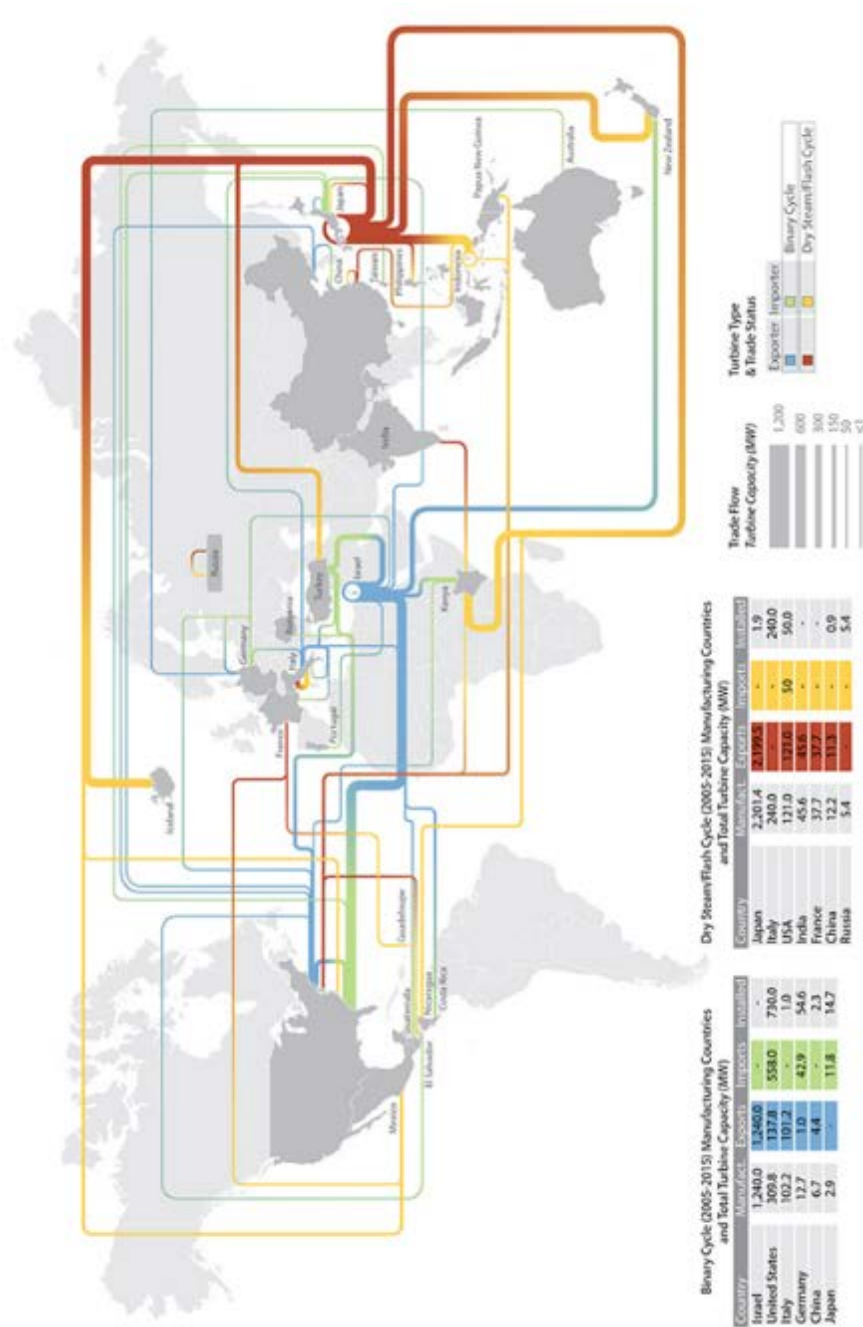 Iceland
Russia
Germany
France
Italy
Bulgaria
Portugal
Turkey
Israel
India
Kenya
China
Japan
Taiwan
Philippines
Indonesia
Papua New Guinea
Australia
New Zealand
Mexico
Guatemala
El Salvador
Nicaragua
Costa Rica
Guadeloupe
Binary Cycle (2005-2015) Manufacturing Countries
and Total Turbine Capacity (MW)
Country Manufact. Exports Imports Installed
Israel 1,240.0 1,240.0 - -
United States 309.8 137.8 558.0 730.0
Italy 102.2 101.2 - 1.0
Germany 12.7 1.0 42.9 54.6
China 6.7 4.4 - 2.3
Japan 2.9 - 11.8 14.7
Dry Steam/Flash Cycle (2005-2015) Manufacturing Countries
and Total Turbine Capacity (MW)
Country Manufact. Exports Imports Installed
Japan 2,201.4 2,199.5 - 1.9
Italy 240.0 - - 240.0
USA 121.0 121.0 50 50.0
India 45.6 45.6 - -
France 37.7 37.7 - -
China 12.2 11.3 - 0.9
Russia 5.4 - - 5.4
Trade Flow
Turbine Capacity (MW)
1,200
600
300
150
50
<1
Turbine Type
& Trade Status
Exporter Importer
Binary Cycle
Dry Steam/Flash Cycle